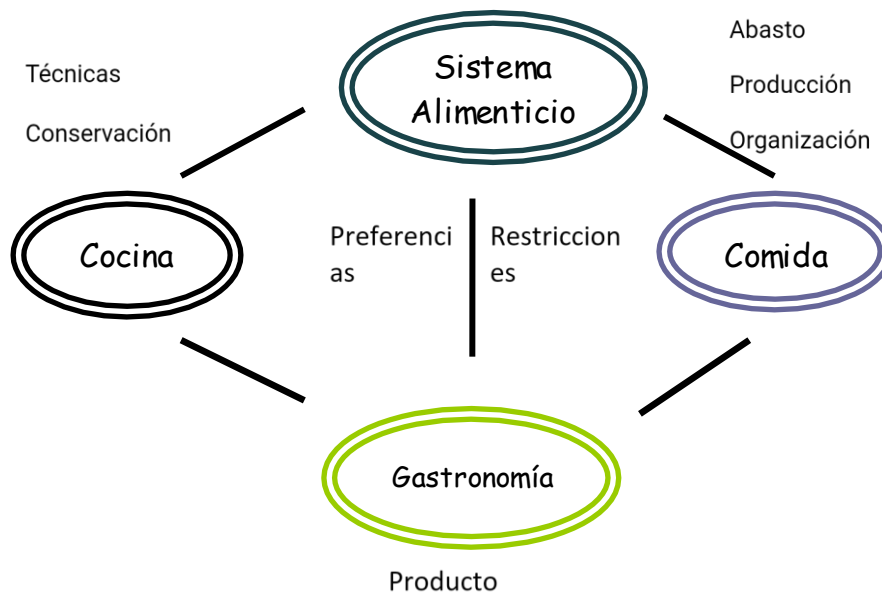 Sistema
Alimenticio
Técnicas
Conservación
Abasto
Producción
Organización
Cocina
Preferenci
as
Restriccion
es
Comida
Gastronomía
Producto